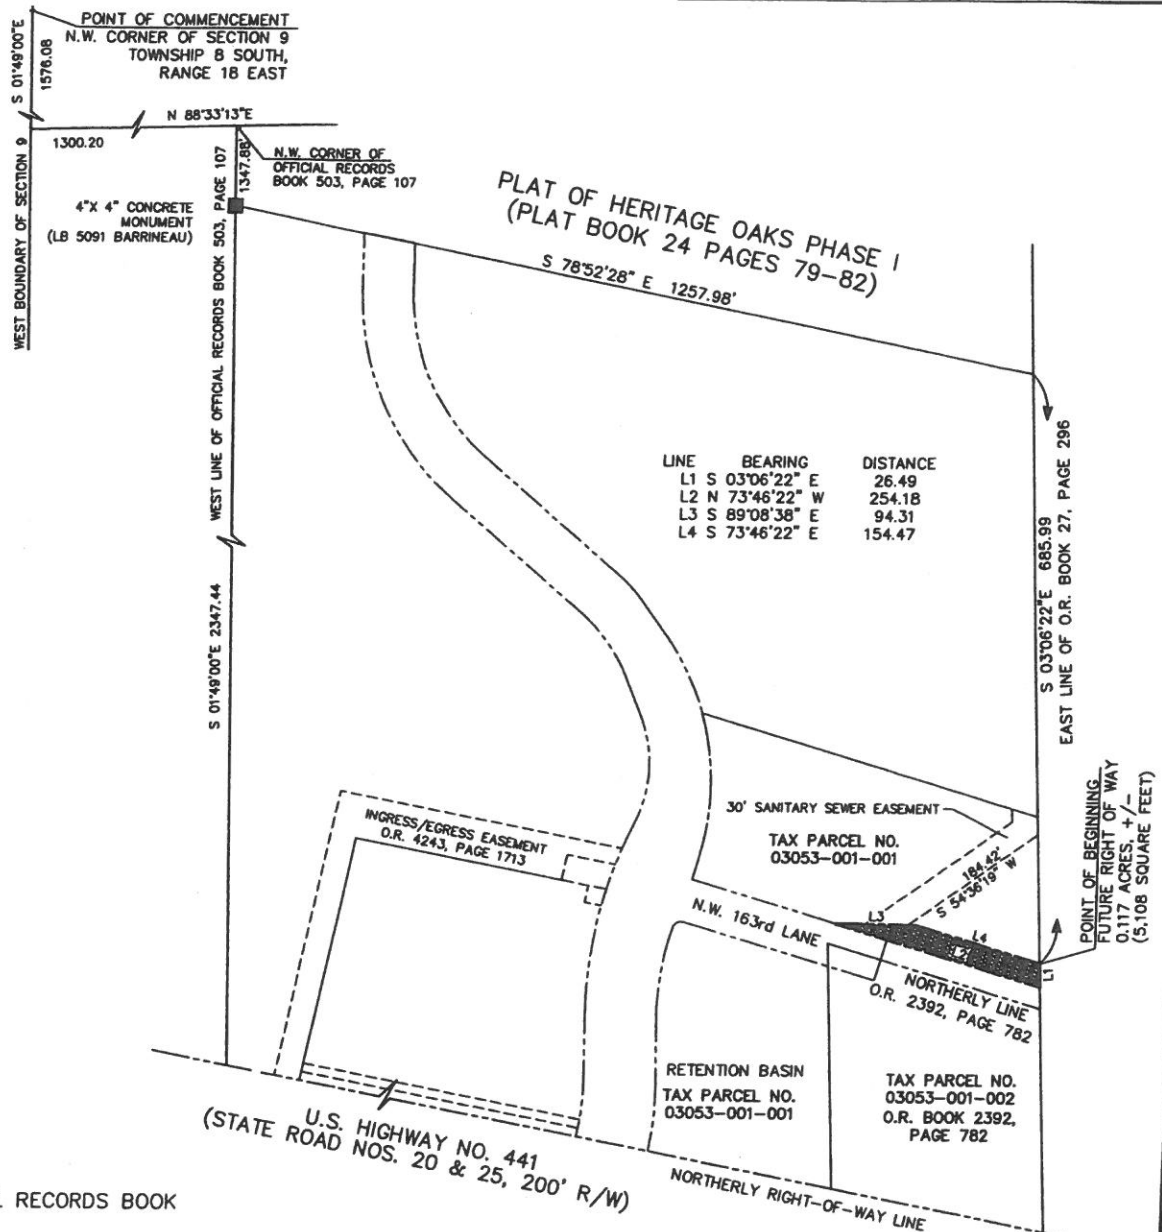 POINT OF COMMENCEMENT
N.W. CORNER OF SECTION 9
TOWNSHIP 8 SOUTH,
RANGE 18 EAST
S 01°49'00"E
1576.08
N 88°33'13"E
1300.20
WEST BOUNDARY OF SECTION 9
N.W. CORNER OF
OFFICIAL RECORDS
BOOK 503, PAGE 107
1347.88'
4"X 4" CONCRETE
MONUMENT
(LB 5091 BARRINEAU)
WEST LINE OF OFFICIAL RECORDS BOOK 503, PAGE 107
S 01°49'00"E 2347.44
PLAT OF HERITAGE OAKS PHASE I
(PLAT BOOK 24 PAGES 79-82)
S 78°52'28" E 1257.98'
LINE BEARING DISTANCE
L1 S 03°06'22" E 26.49
L2 N 73°46'22" W 254.18
L3 S 89°08'38" E 94.31
L4 S 73°46'22" E 154.47
S 03°06'22"E 685.99
EAST LINE OF O.R. BOOK 27, PAGE 296
30' SANITARY SEWER EASEMENT
TAX PARCEL NO.
03053-001-001
184.42'
S 54°36'19" W
POINT OF BEGINNING
FUTURE RIGHT OF WAY
0.117 ACRES, +/-
(5,108 SQUARE FEET)
INGRESS/EGRESS EASEMENT
O.R. 4243, PAGE 1713
N.W. 163rd LANE
L3
L4
L2
L1
NORTHERLY LINE
O.R. 2392, PAGE 782
RETENTION BASIN
TAX PARCEL NO.
03053-001-001
TAX PARCEL NO.
03053-001-002
O.R. BOOK 2392,
PAGE 782
U.S. HIGHWAY NO. 441
(STATE ROAD NOS. 20 & 25, 200' R/W)
NORTHERLY RIGHT-OF-WAY LINE
RECORDS BOOK